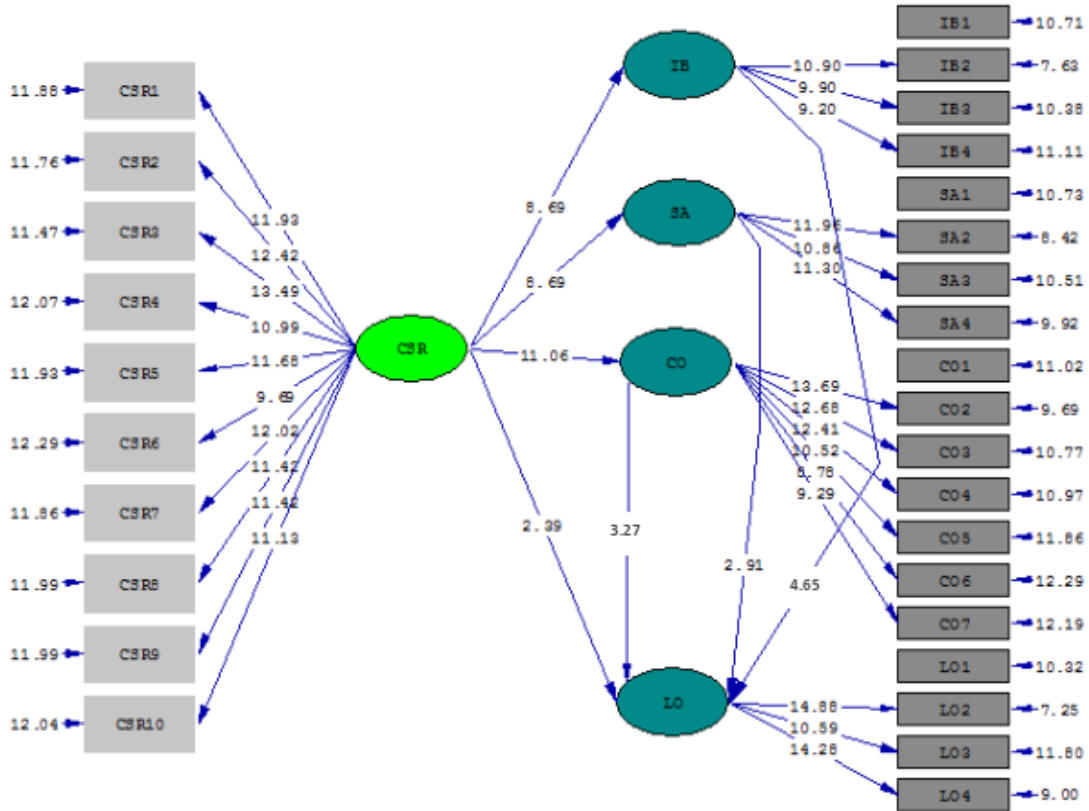 11.88 CSR1
11.76 CSR2
11.47 CSR3
12.07 CSR4
11.93 CSR5
12.29 CSR6
11.86 CSR7
11.99 CSR8
11.99 CSR9
12.04 CSR10
11.93
12.42
13.49
10.99
11.68
9.69
12.02
11.42
11.42
11.13
CSR
8.69
8.69
11.06
2.39
IB
SA
CO
LO
3.27
2.91
4.65
10.90
9.90
9.20
11.96
10.86
11.30
13.69
12.68
12.41
10.52
8.78
9.29
14.88
10.59
14.28
IB1 10.71
IB2 7.63
IB3 10.38
IB4 11.11
SA1 10.73
SA2 8.42
SA3 10.51
SA4 9.92
CO1 11.02
CO2 9.69
CO3 10.77
CO4 10.97
CO5 11.86
CO6 12.29
CO7 12.19
LO1 10.32
LO2 7.25
LO3 11.80
LO4 9.00